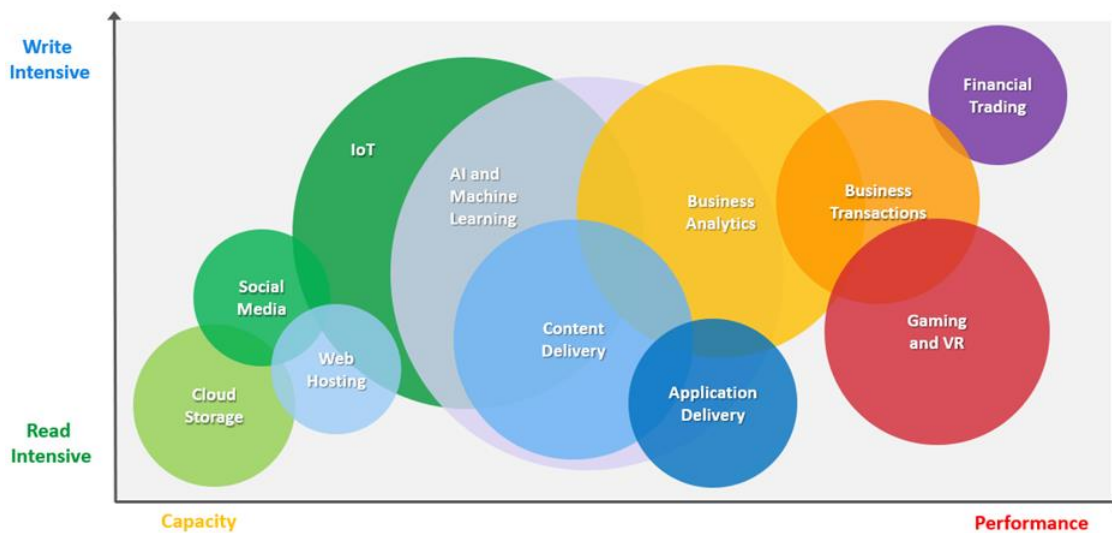 Write
Intensive
Financial
Trading
IoT
AI and
Machine
Learning
Business
Analytics
Business
Transactions
Social
Media
Content
Delivery
Gaming
and VR
Web
Hosting
Cloud
Storage
Application
Delivery
Read
Intensive
Capacity
Performance